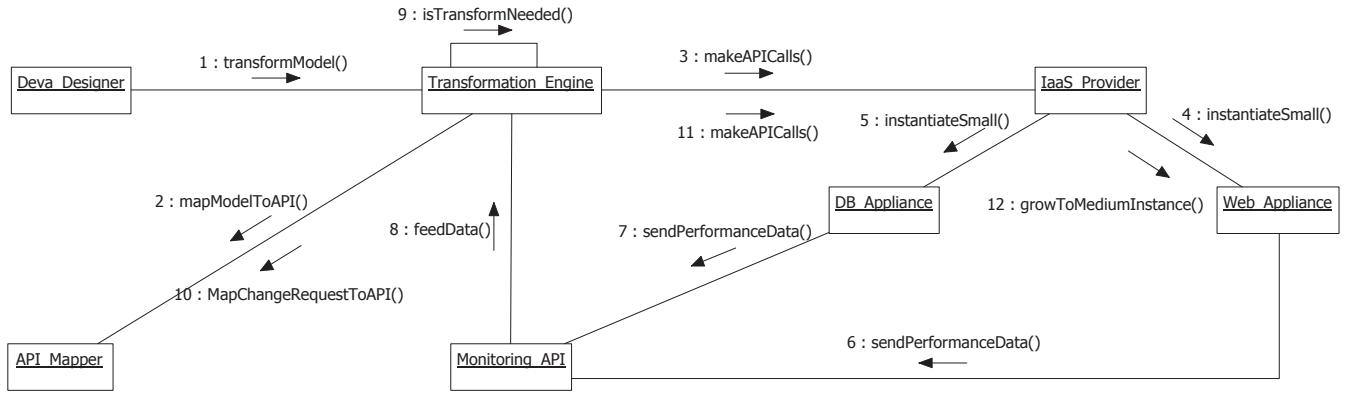 9 : isTransformNeeded()
1 : transformModel()
3 : makeAPICalls()
Deva_Designer
Transformation_Engine
IaaS_Provider
11 : makeAPICalls()
5 : instantiateSmall()
4 : instantiateSmall()
2 : mapModelToAPI()
8 : feedData()
7 : sendPerformanceData()
DB_Appliance
12 : growToMediumInstance()
Web_Appliance
10 : MapChangeRequestToAPI()
6 : sendPerformanceData()
API_Mapper
Monitoring_API